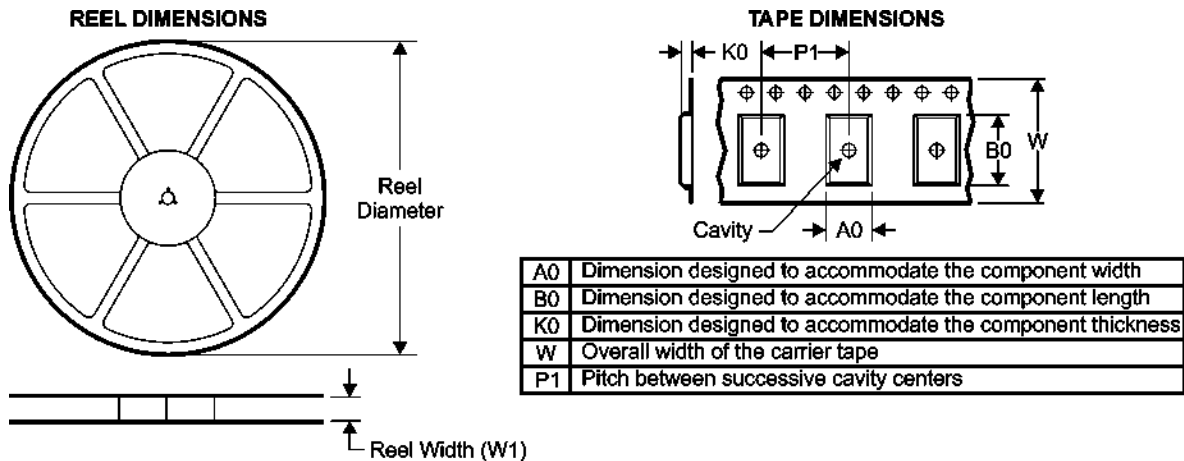 REEL DIMENSIONS
Reel
Diameter
Reel Width (W1)
TAPE DIMENSIONS
K0
P1
B0
W
Cavity
A0
A0 Dimension designed to accommodate the component width
B0 Dimension designed to accommodate the component length
K0 Dimension designed to accommodate the component thickness
W Overall width of the carrier tape
P1 Pitch between successive cavity centers